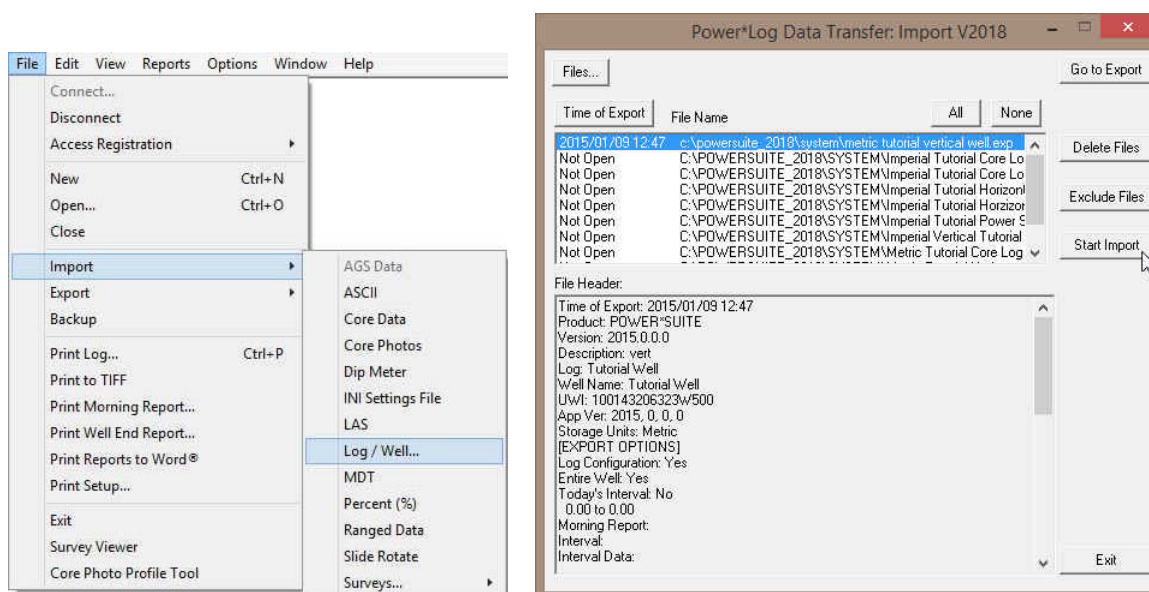 File Edit View Reports Options Window Help
Connect...
Disconnect
Access Registration
New Ctrl+N
Open... Ctrl+O
Close
Import
Export
Backup
Print Log... Ctrl+P
Print to TIFF
Print Morning Report...
Print Well End Report...
Print Reports to Word®
Print Setup...
Exit
Survey Viewer
Core Photo Profile Tool
AGS Data
ASCII
Core Data
Core Photos
Dip Meter
INI Settings File
LAS
Log / Well...
MDT
Percent (%)
Ranged Data
Slide Rotate
Surveys...
Power*Log Data Transfer: Import V2018
Files...
Go to Export
Time of Export File Name All None
2015/01/09 12:47 c:\powersuite_2018\system\metric tutorial vertical well.exp
Not Open C:\POWERSUITE_2018\SYSTEM\Imperial Tutorial Core Lo
Not Open C:\POWERSUITE_2018\SYSTEM\Imperial Tutorial Core Lo
Not Open C:\POWERSUITE_2018\SYSTEM\Imperial Tutorial Horizon
Not Open C:\POWERSUITE_2018\SYSTEM\Imperial Tutorial Horzizor
Not Open C:\POWERSUITE_2018\SYSTEM\Imperial Tutorial Power S
Not Open C:\POWERSUITE_2018\SYSTEM\Imperial Vertical Tutorial
Not Open C:\POWERSUITE_2018\SYSTEM\Metric Tutorial Core Log
Delete Files
Exclude Files
Start Import
File Header:
Time of Export: 2015/01/09 12:47
Product: POWER*SUITE
Version: 2015.0.0.0
Description: vert
Log: Tutorial Well
Well Name: Tutorial Well
UWI: 100143206323W500
App Ver: 2015, 0, 0, 0
Storage Units: Metric
[EXPORT OPTIONS]
Log Configuration: Yes
Entire Well: Yes
Today's Interval: No
0.00 to 0.00
Morning Report:
Interval:
Interval Data:
Exit